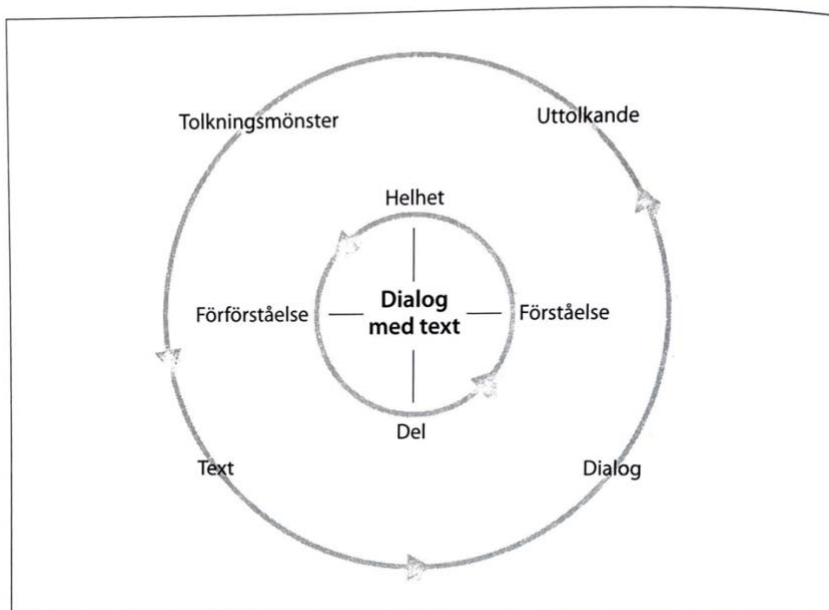 Tolkningsmönster
Uttolkande
Helhet
Förförståelse
Dialog
med text
Förståelse
Del
Text
Dialog